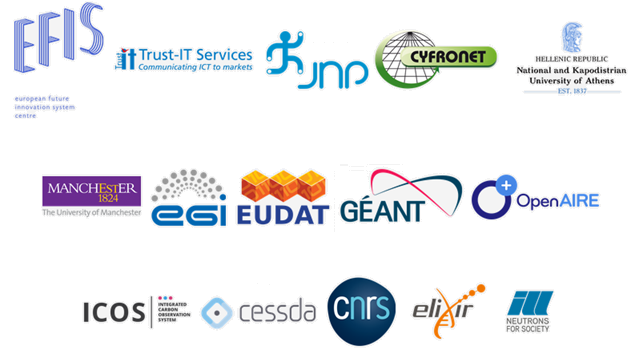 EFIS
european future
innovation system
centre
Trust-IT Services
Communicating ICT to markets
JNP
CYFRONET
HELLENIC REPUBLIC
National and Kapodistrian
University of Athens
EST. 1837
MANCHESTER
1824
The University of Manchester
egi
EUDAT
GÉANT
OpenAIRE
ICOS
INTEGRATED
CARBON
OBSERVATION
SYSTEM
cessda
cnrs
elixir
ill
NEUTRONS
FOR SOCIETY